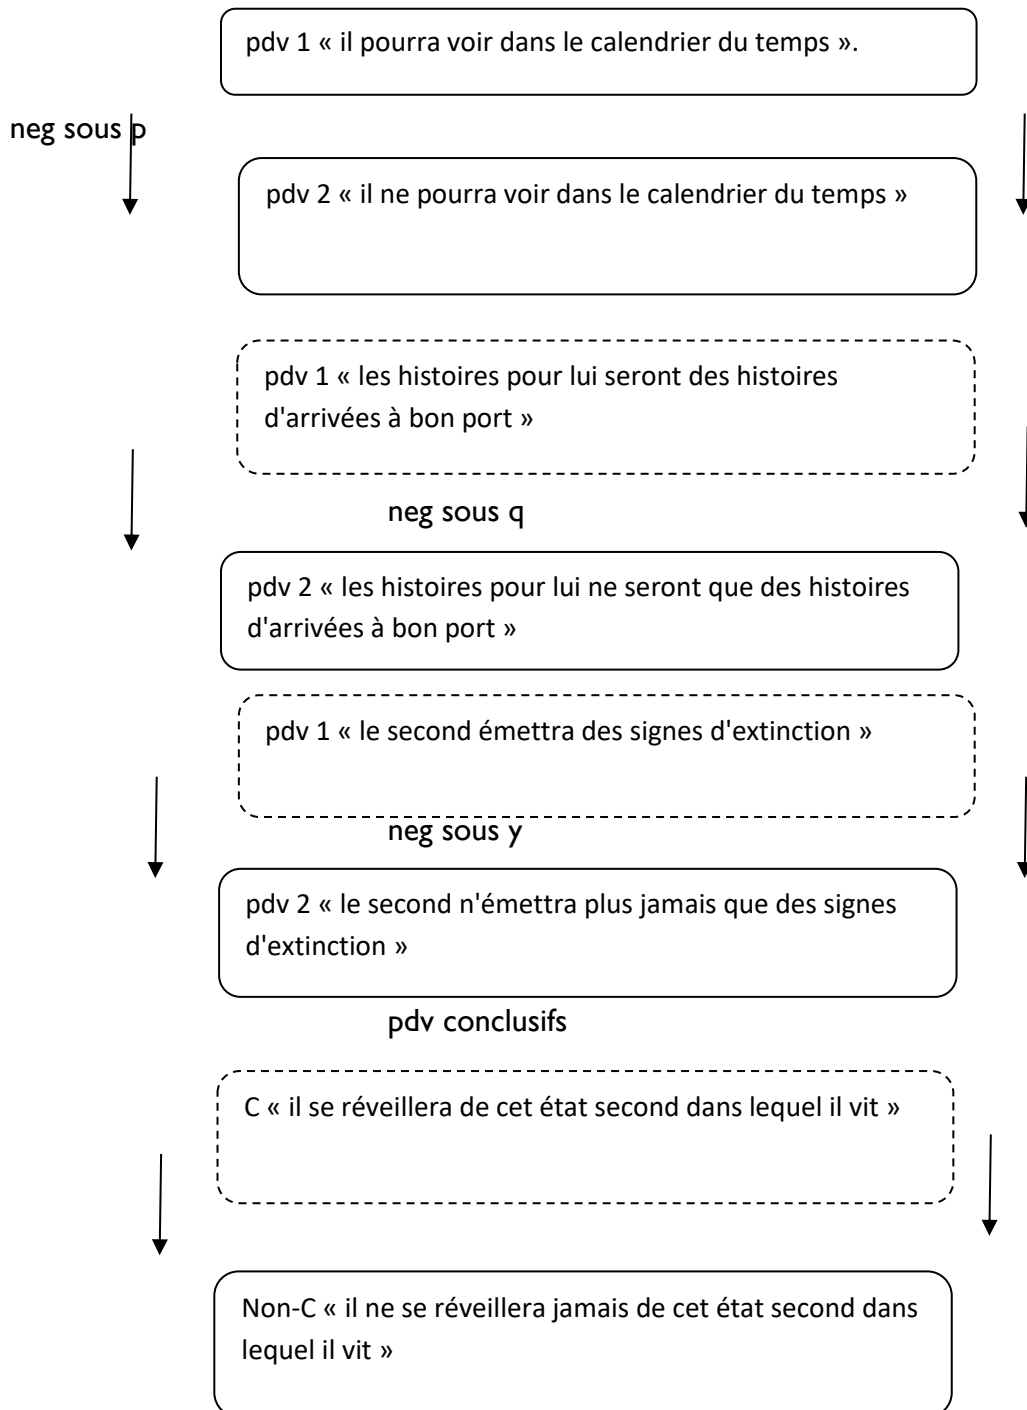 pdv 1 « il pourra voir dans le calendrier du temps ».
neg sous p
pdv 2 « il ne pourra voir dans le calendrier du temps »
pdv 1 « les histoires pour lui seront des histoires
d'arrivées à bon port »
neg sous q
pdv 2 « les histoires pour lui ne seront que des histoires
d'arrivées à bon port »
pdv 1 « le second émettra des signes d'extinction »
neg sous y
pdv 2 « le second n'émettra plus jamais que des signes
d'extinction »
pdv conclusifs
C « il se réveillera de cet état second dans lequel il vit »
Non-C « il ne se réveillera jamais de cet état second dans
lequel il vit »